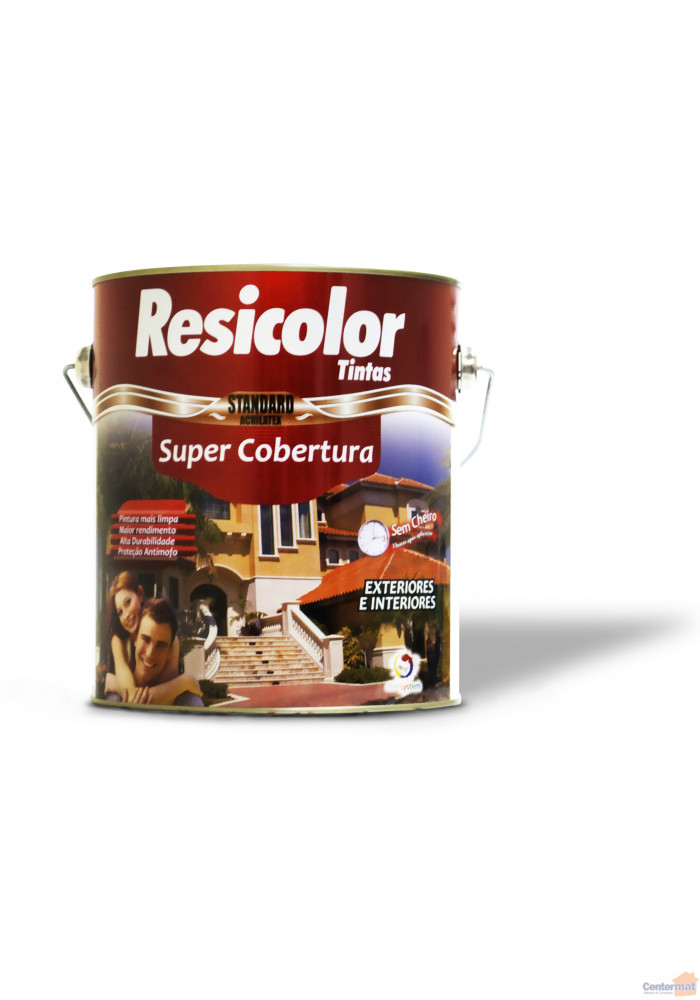 Resicolor
Tintas
STANDARD
ACRILATEX
Super Cobertura
Pintura mais limpa
Maior rendimento
Alta Durabilidade
Proteção Antimofo
Sem Cheiro
EXTERIORES
E INTERIORES
Centermat